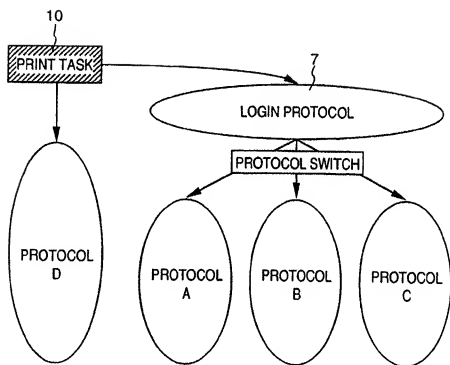 10
PRINT TASK
7
LOGIN PROTOCOL
PROTOCOL SWITCH
PROTOCOL
D
PROTOCOL
A
PROTOCOL
B
PROTOCOL
C